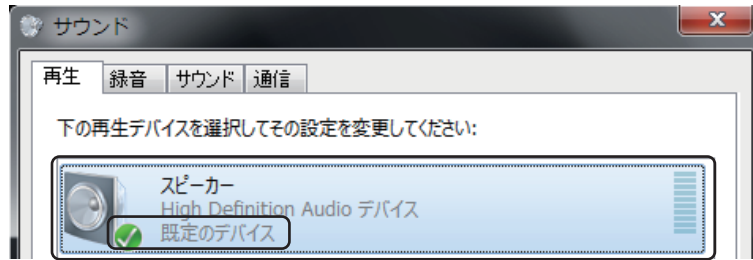 サウンド
再生 録音 サウンド 通信
下の再生デバイスを選択してその設定を変更してください:
スピーカー
High Definition Audio デバイス
既定のデバイス